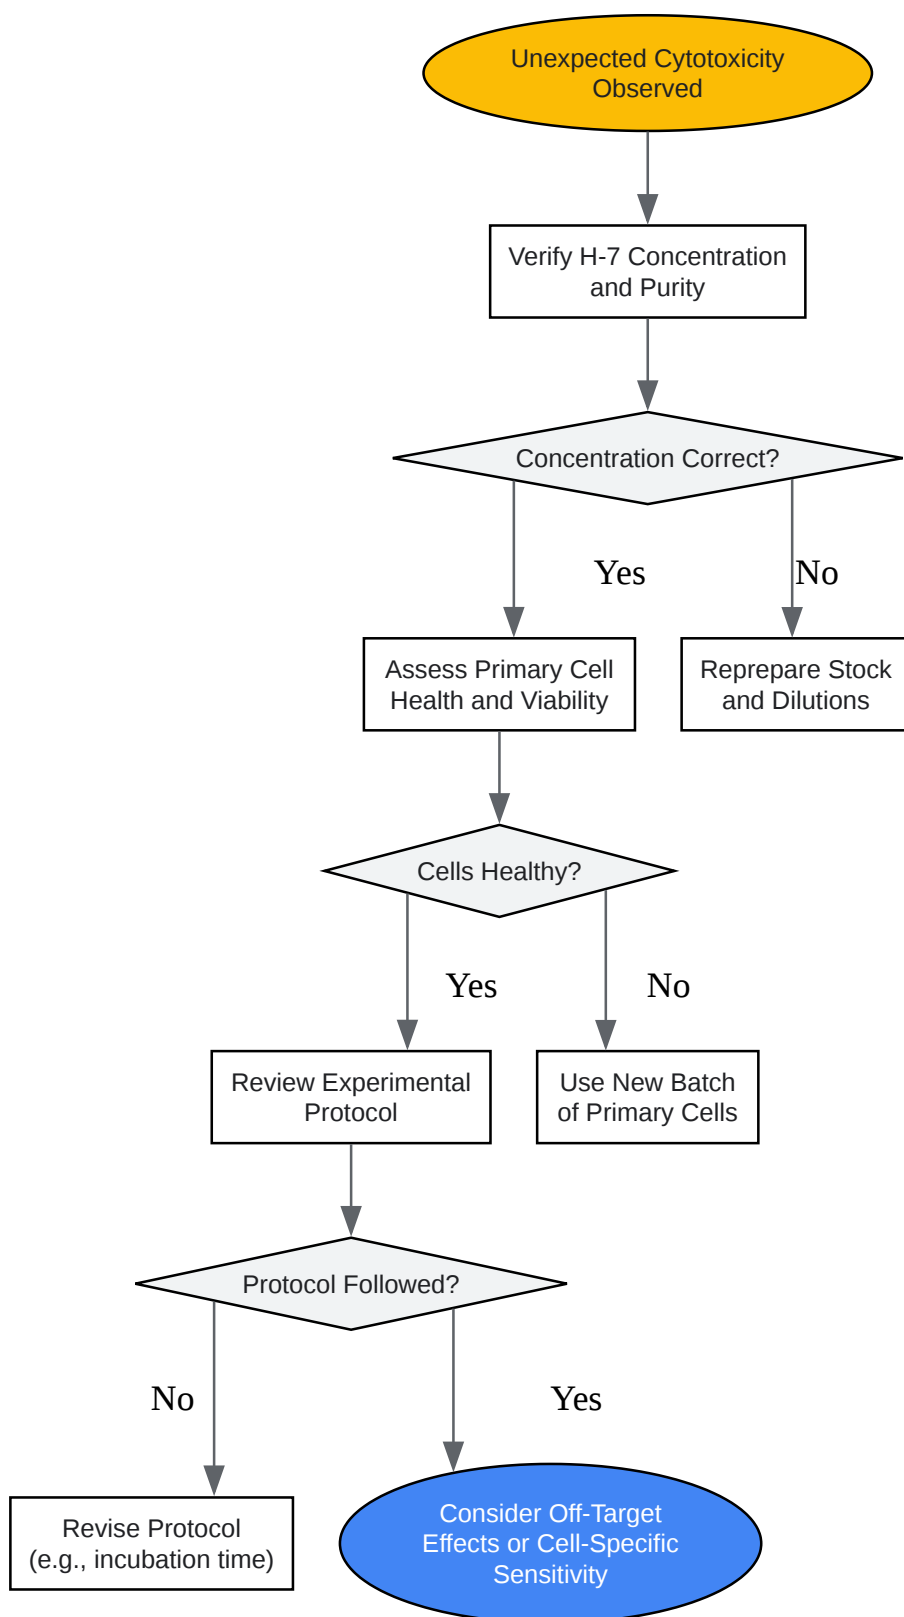 Unexpected Cytotoxicity
Observed
Verify H-7 Concentration
and Purity
Concentration Correct?
Yes
No
Assess Primary Cell
Health and Viability
Reprepare Stock
and Dilutions
Cells Healthy?
Yes
No
Review Experimental
Protocol
Use New Batch
of Primary Cells
Protocol Followed?
No
Yes
Revise Protocol
(e.g., incubation time)
Consider Off-Target
Effects or Cell-Specific
Sensitivity